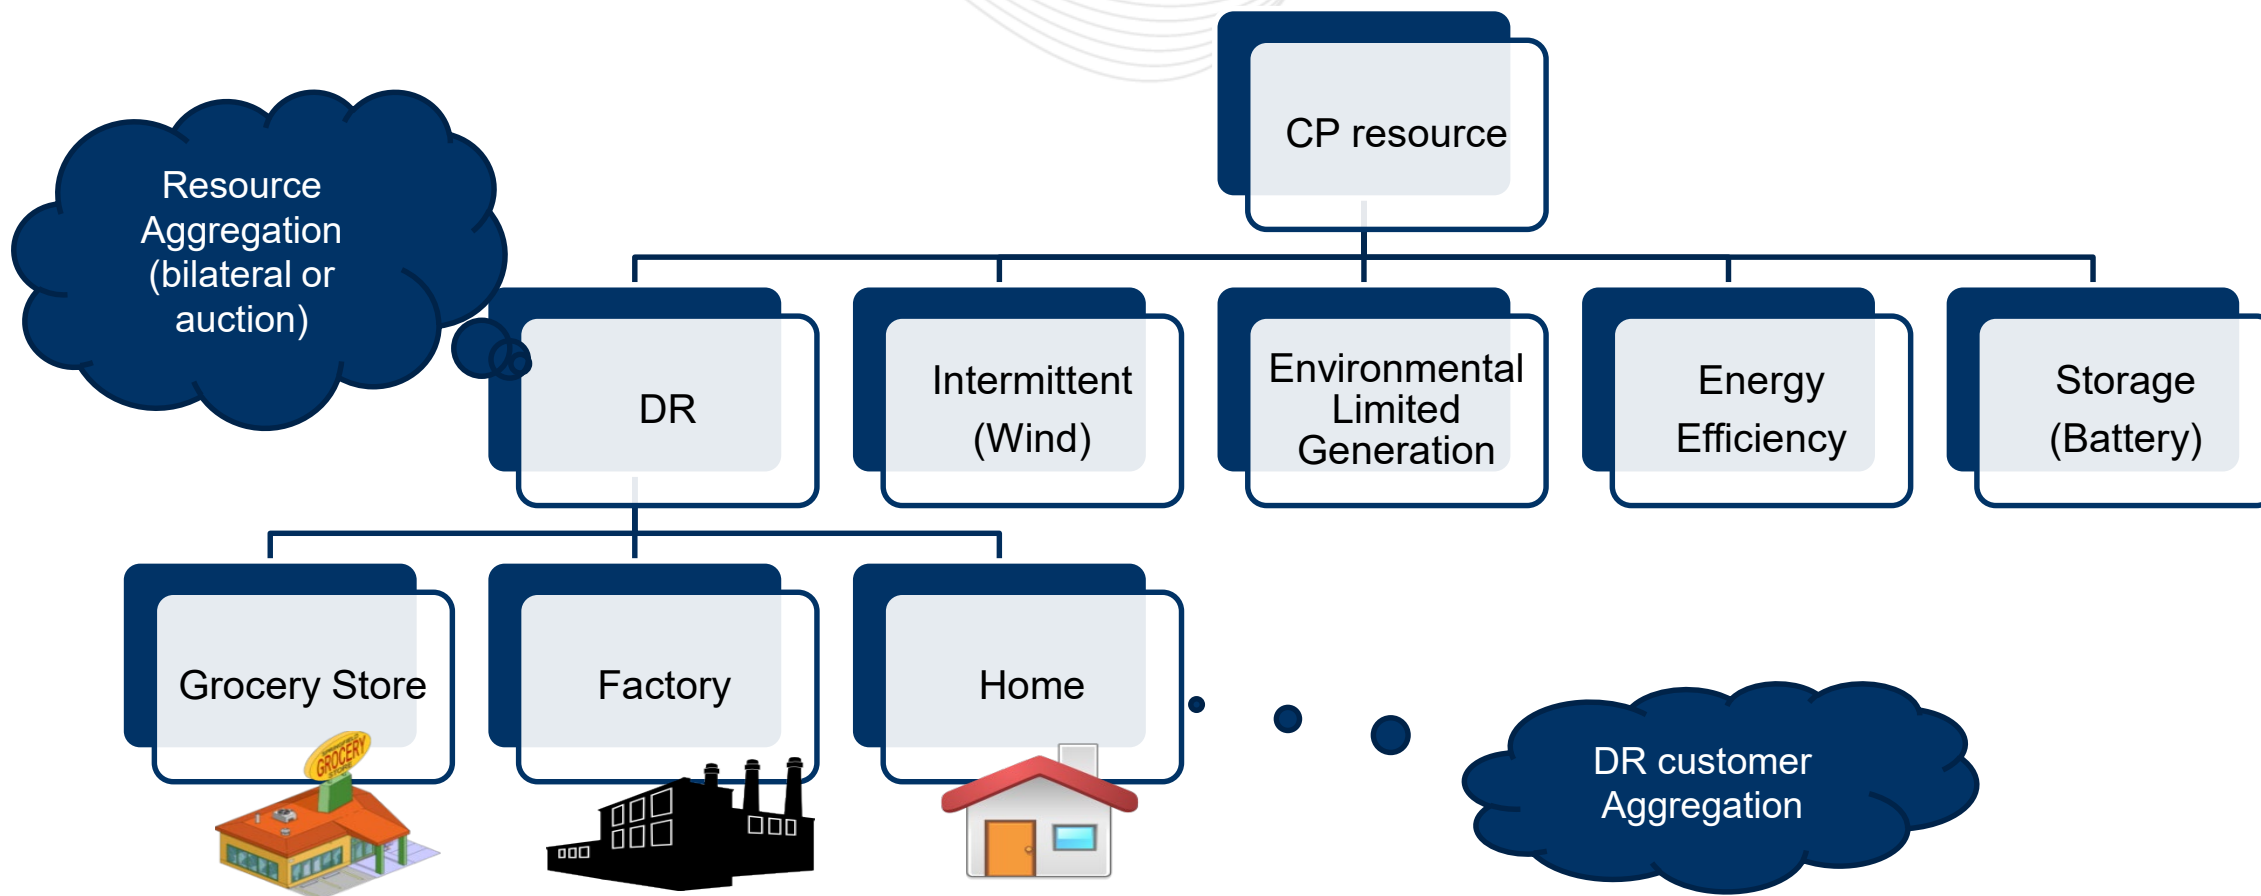 CP resource
Resource
Aggregation
(bilateral or
auction)
DR
Intermittent
(Wind)
Environmental
Limited
Generation
Energy
Efficiency
Storage
(Battery)
Grocery Store
Factory
Home
GROCERY
DR customer
Aggregation